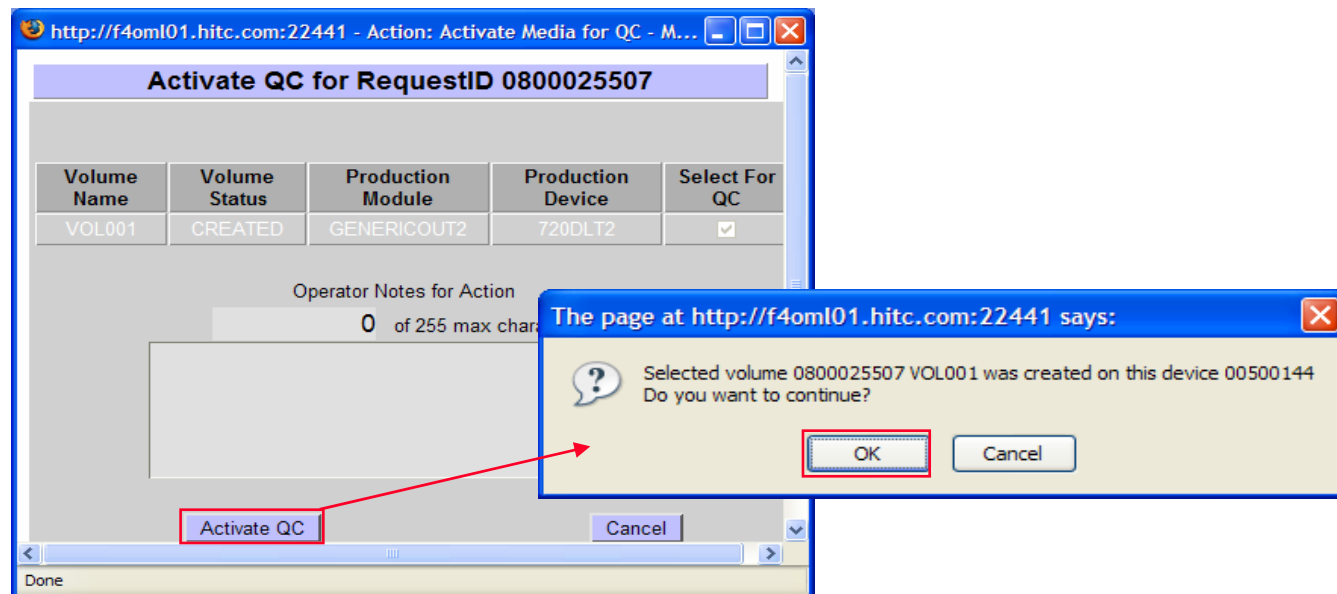 http://f4oml01.hitc.com:22441 - Action: Activate Media for QC - M...
Activate QC for RequestID 0800025507
Volume Name Volume Status Production Module Production Device Select For QC
VOL001 CREATED GENERICOUT2 720DLT2
Operator Notes for Action
0 of 255 max char
Activate QC Cancel
Done
The page at http://f4oml01.hitc.com:22441 says:
Selected volume 0800025507 VOL001 was created on this device 00500144
Do you want to continue?
OK Cancel